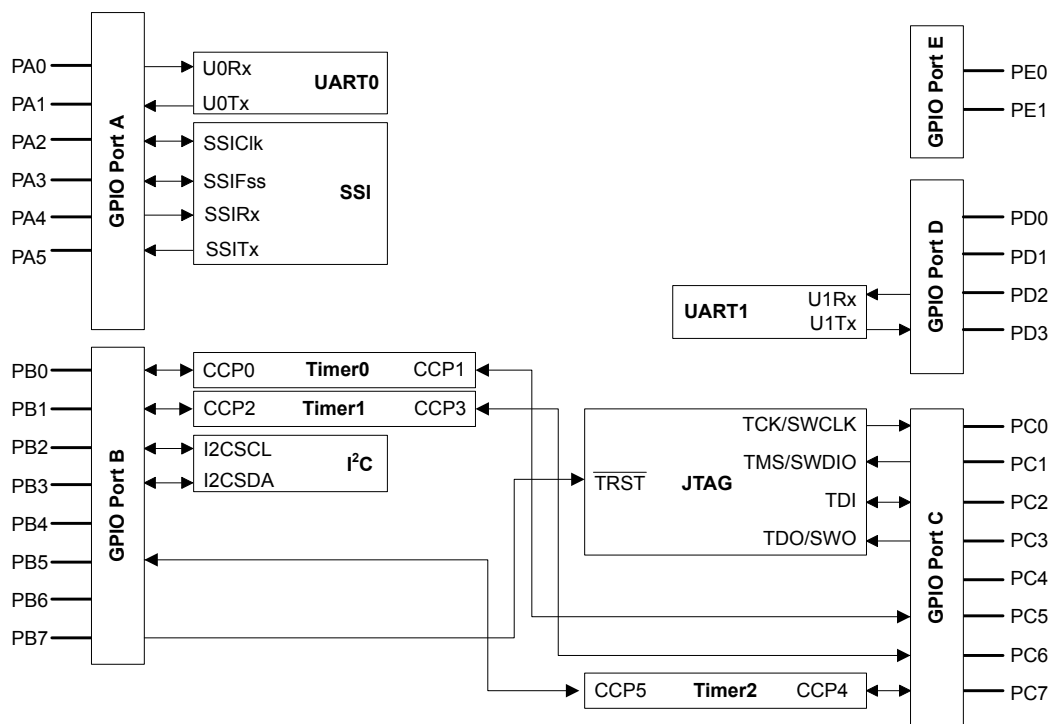 PA0
PA1
PA2
PA3
PA4
PA5
GPIO Port A
U0Rx
U0Tx
UART0
SSIClk
SSIFss
SSIRx
SSITx
SSI
GPIO Port E
PE0
PE1
GPIO Port D
PD0
PD1
PD2
PD3
UART1
U1Rx
U1Tx
PB0
PB1
PB2
PB3
PB4
PB5
PB6
PB7
GPIO Port B
CCP0 Timer0 CCP1
CCP2 Timer1 CCP3
I2CSCL
I2CSDA
I²C
TRST
JTAG
TCK/SWCLK
TMS/SWDIO
TDI
TDO/SWO
GPIO Port C
PC0
PC1
PC2
PC3
PC4
PC5
PC6
PC7
CCP5 Timer2 CCP4